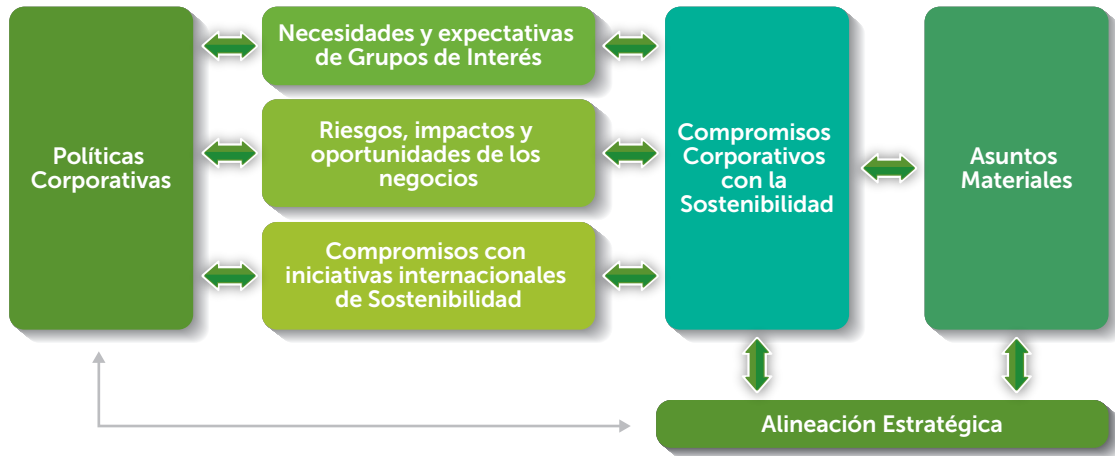 Políticas
Corporativas
Necesidades y expectativas
de Grupos de Interés
Riesgos, impactos y
oportunidades de los
negocios
Compromisos con
iniciativas internacionales
de Sostenibilidad
Compromisos
Corporativos
con la
Sostenibilidad
Asuntos
Materiales
Alineación Estratégica